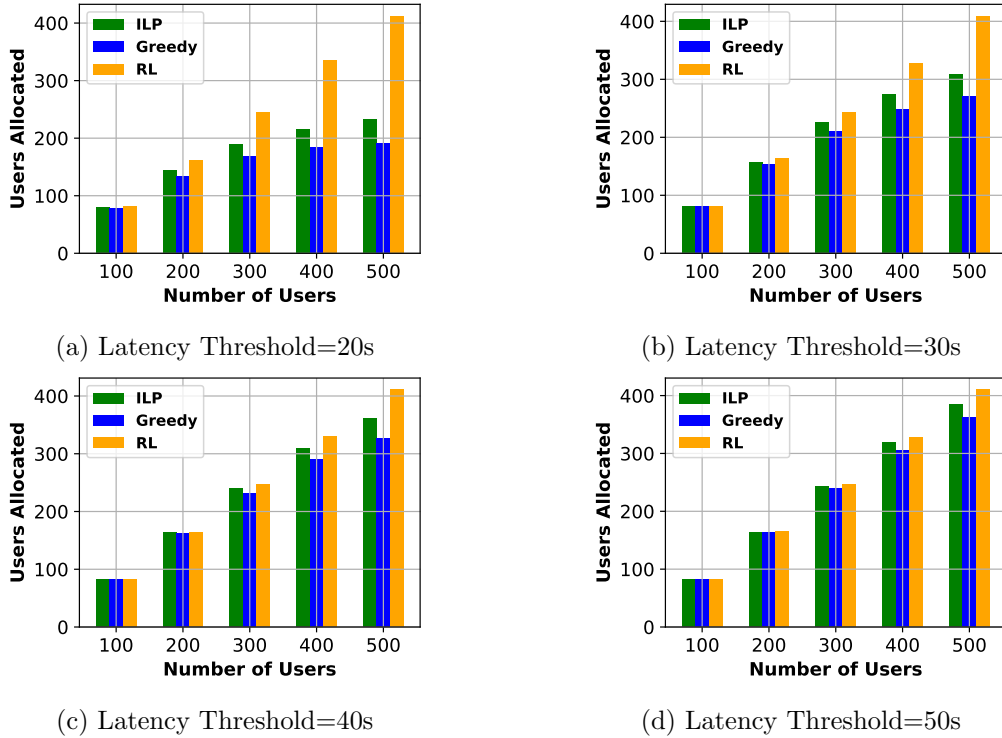 400
300
200
100
0
Users Allocated
ILP
Greedy
RL
100 200 300 400 500
Number of Users
(a) Latency Threshold=20s
400
300
200
100
0
Users Allocated
ILP
Greedy
RL
100 200 300 400 500
Number of Users
(b) Latency Threshold=30s
400
300
200
100
0
Users Allocated
ILP
Greedy
RL
100 200 300 400 500
Number of Users
(c) Latency Threshold=40s
400
300
200
100
0
Users Allocated
ILP
Greedy
RL
100 200 300 400 500
Number of Users
(d) Latency Threshold=50s